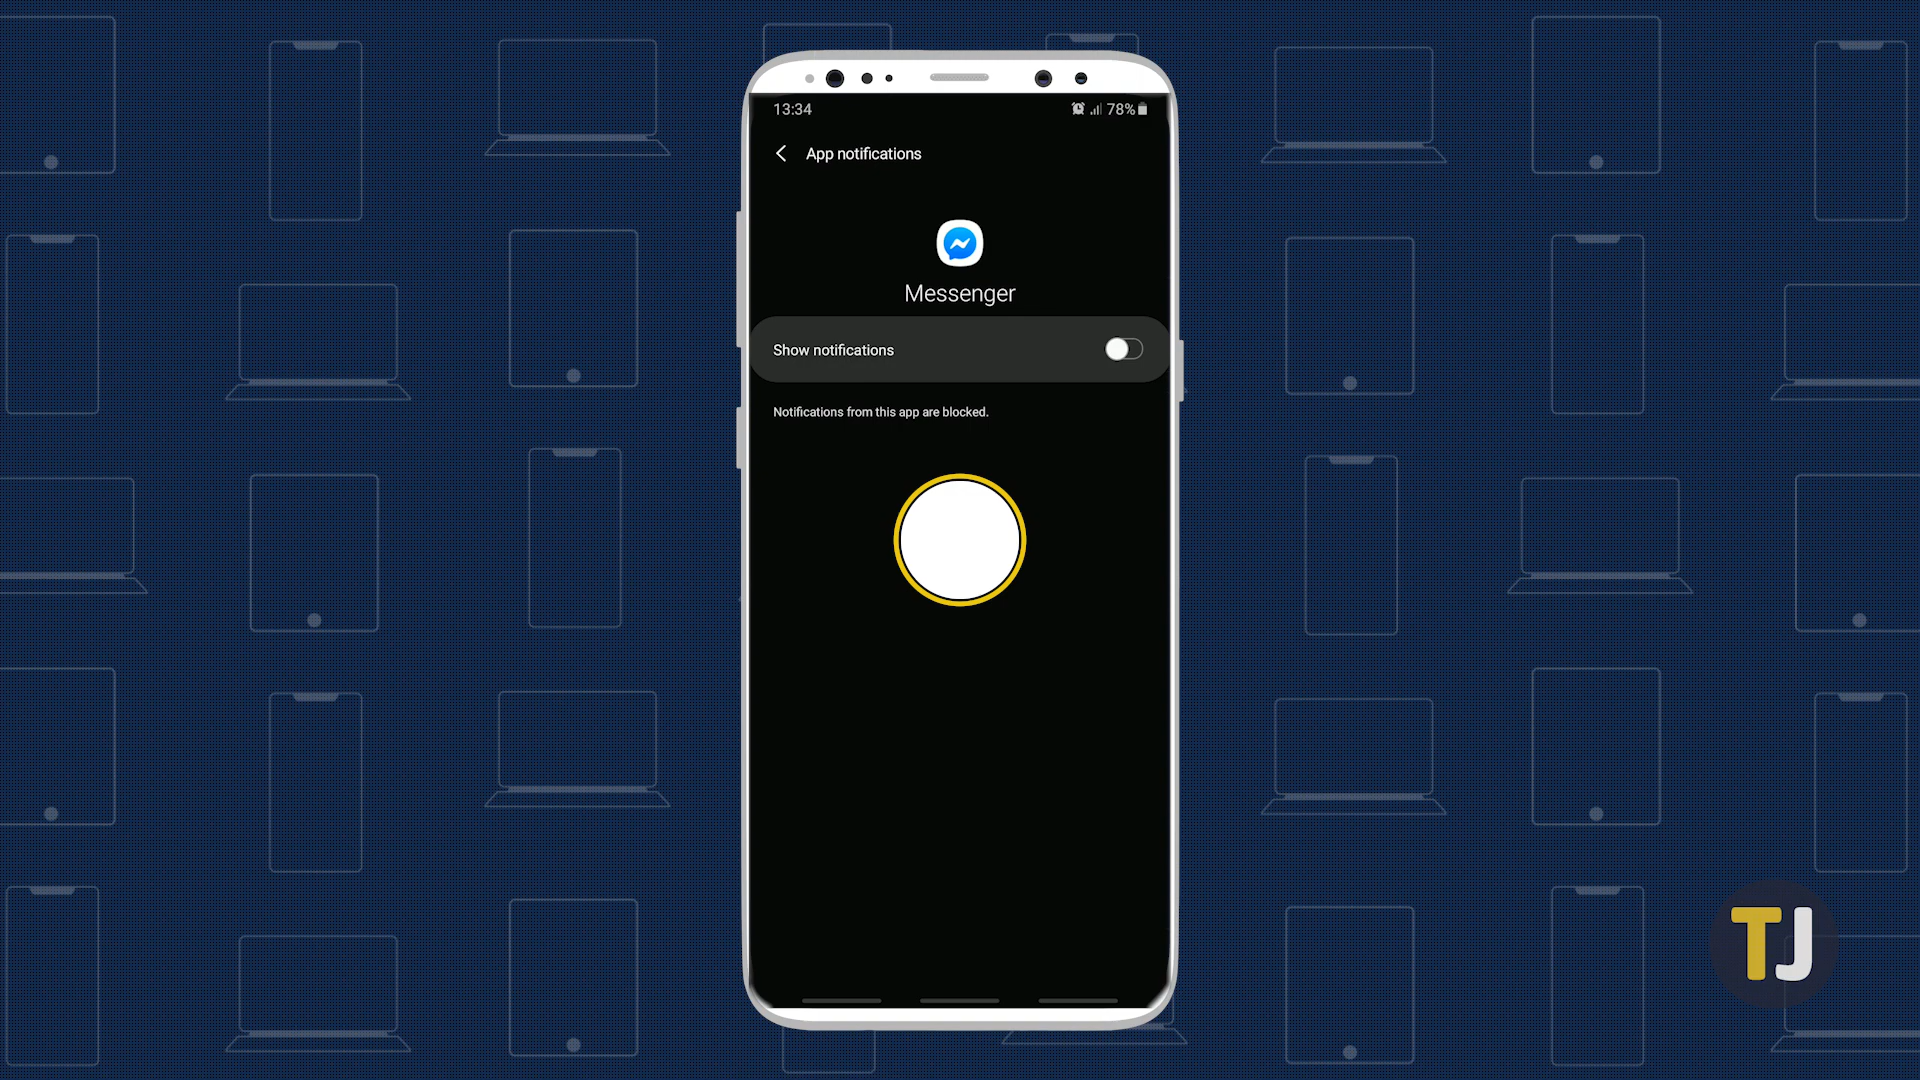 13:34
78%
App notifications
Messenger
Show notifications
Notifications from this app are blocked.
TJ